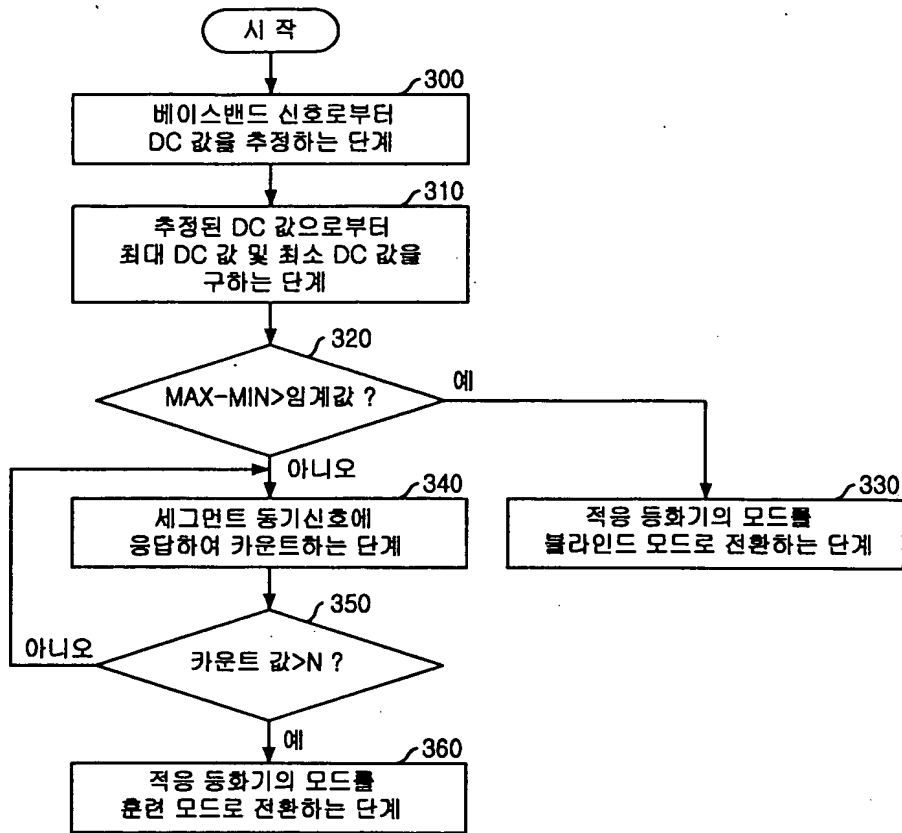 시 작
300
베이스밴드 신호로부터
DC 값을 추정하는 단계
310
추정된 DC 값으로부터
최대 DC 값 및 최소 DC 값을
구하는 단계
320
MAX-MIN>임계값 ?
예
아니오
340
세그먼트 동기신호에
응답하여 카운트하는 단계
330
적응 등화기의 모드를
블라인드 모드로 전환하는 단계
350
카운트 값>N ?
아니오
예
360
적응 등화기의 모드를
훈련 모드로 전환하는 단계